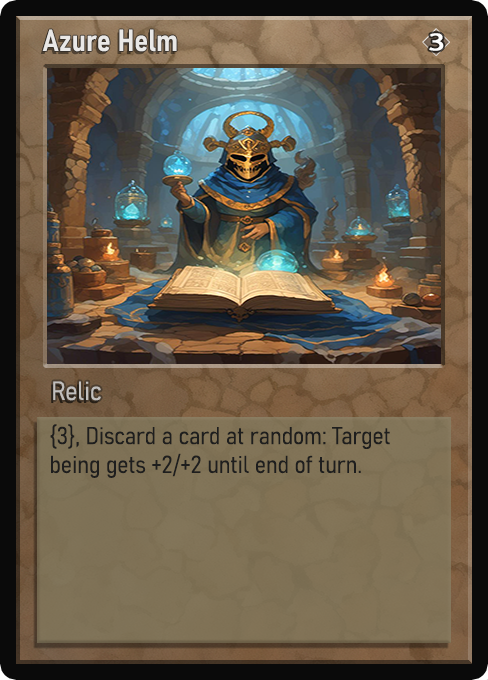 Azure Helm
3
Relic
{3}, Discard a card at random: Target
being gets +2/+2 until end of turn.